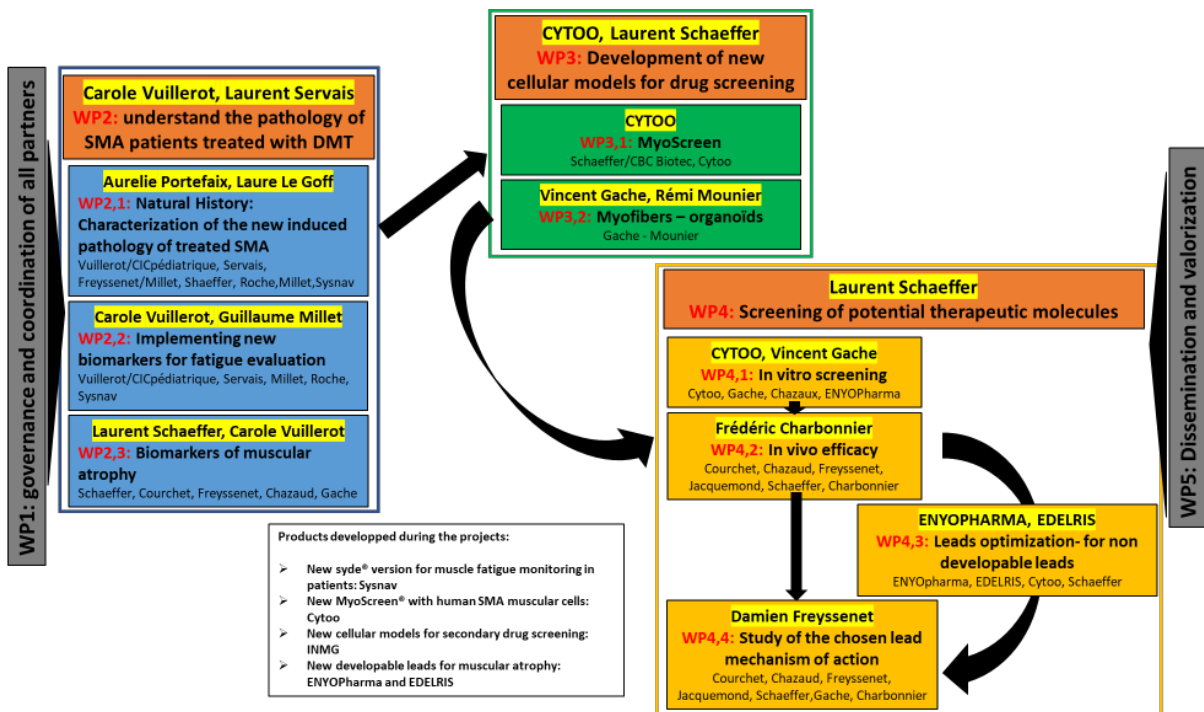 WP1: governance and coordination of all partners
Carole Vuillerot, Laurent Servais
WP2: understand the pathology of
SMA patients treated with DMT
Aurelie Portefaix, Laure Le Goff
WP2,1: Natural History:
Characterization of the new induced
pathology of treated SMA
Vuillerot/CICpédiatrique, Servais,
Freyssenet/Millet, Shaeffer, Roche,Millet,Sysnav
Carole Vuillerot, Guillaume Millet
WP2,2: Implementing new
biomarkers for fatigue evaluation
Vuillerot/CICpédiatrique, Servais, Millet, Roche,
Sysnav
Laurent Schaeffer, Carole Vuillerot
WP2,3: Biomarkers of muscular
atrophy
Schaeffer, Courchet, Freyssenet, Chazaud, Gache
CYTOO, Laurent Schaeffer
WP3: Development of new
cellular models for drug screening
CYTOO
WP3,1: MyoScreen
Schaeffer/CBC Biotec, Cytoo
Vincent Gache, Rémi Mounier
WP3,2: Myofibers – organoïds
Gache - Mounier
Laurent Schaeffer
WP4: Screening of potential therapeutic molecules
CYTOO, Vincent Gache
WP4,1: In vitro screening
Cytoo, Gache, Chazaux, ENYOPharma
Frédéric Charbonnier
WP4,2: In vivo efficacy
Courchet, Chazaud, Freyssenet,
Jacquemond, Schaeffer, Charbonnier
ENYOPHARMA, EDELRIS
WP4,3: Leads optimization- for non
developable leads
ENYOpharma, EDELRIS, Cytoo, Schaeffer
Damien Freyssenet
WP4,4: Study of the chosen lead
mechanism of action
Courchet, Chazaud, Freyssenet,
Jacquemond, Schaeffer,Gache, Charbonnier
WP5: Dissemination and valorization
Products developped during the projects:
➢ New syde® version for muscle fatigue monitoring in
patients: Sysnav
➢ New MyoScreen® with human SMA muscular cells:
Cytoo
➢ New cellular models for secondary drug screening:
INMG
➢ New developable leads for muscular atrophy:
ENYOPharma and EDELRIS